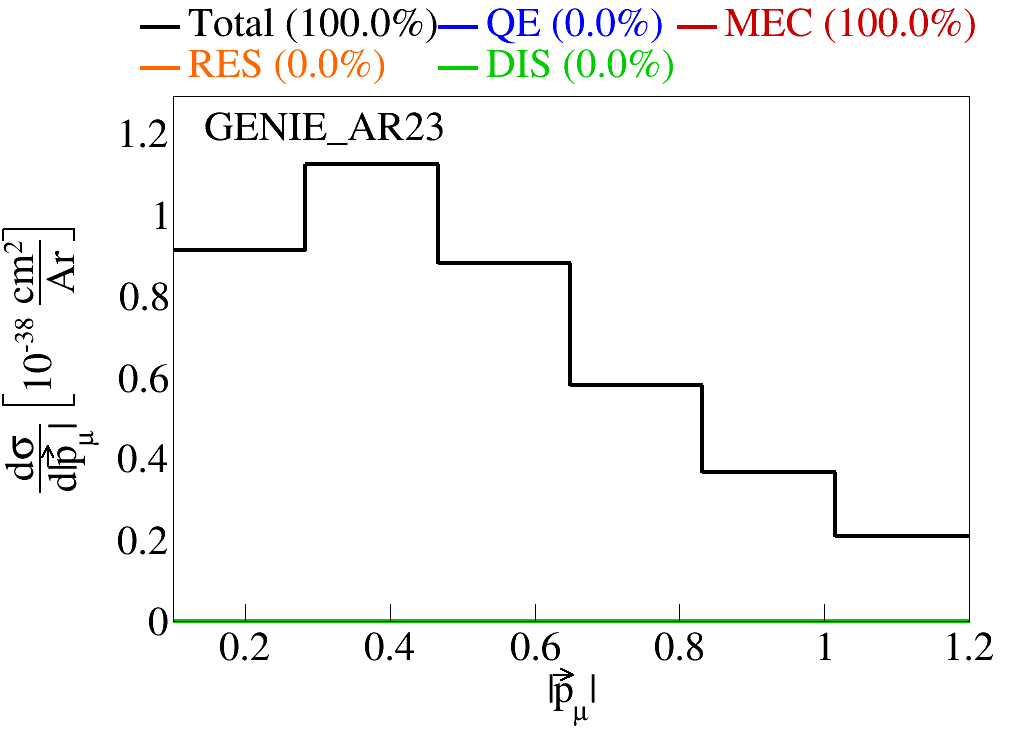 Total (100.0%) QE (0.0%) MEC (100.0%)
RES (0.0%) DIS (0.0%)
GENIE_AR23
1.2
1
0.8
0.6
0.4
0.2
0
dσ/d|p⃗μ| [10⁻³⁸ cm²/Ar]
0.2 0.4 0.6 0.8 1 1.2
|p⃗μ|